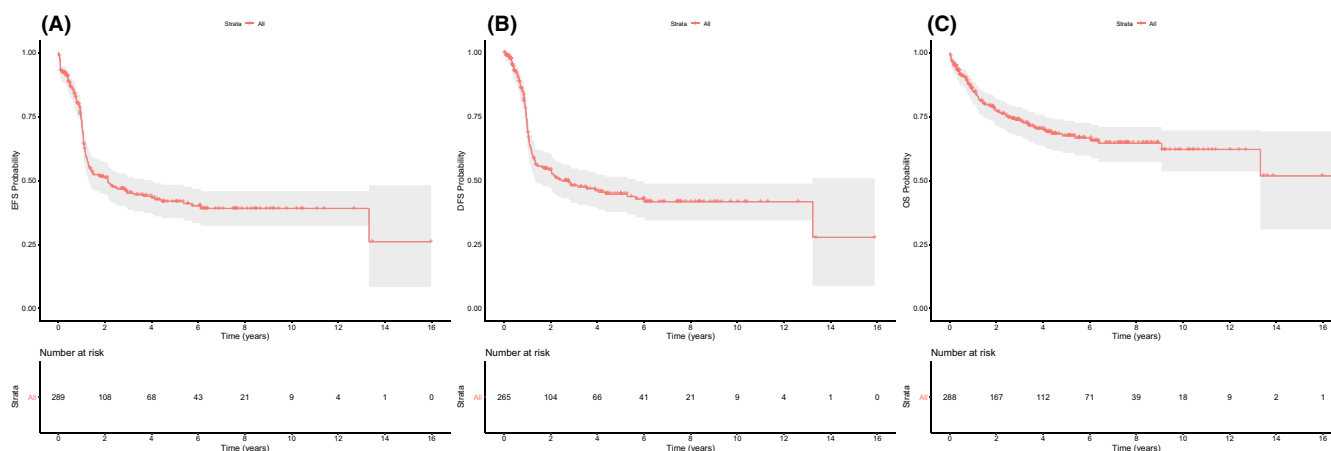 (A)
Strata All
EFS Probability
1.00
0.75
0.50
0.25
0.00
0 2 4 6 8 10 12 14 16
Time (years)
Number at risk
Strata
All 289 108 68 43 21 9 4 1 0
0 2 4 6 8 10 12 14 16
Time (years)
(B)
Strata All
DFS Probability
1.00
0.75
0.50
0.25
0.00
0 2 4 6 8 10 12 14 16
Time (years)
Number at risk
Strata
All 265 104 66 41 21 9 4 1 0
0 2 4 6 8 10 12 14 16
Time (years)
(C)
Strata All
OS Probability
1.00
0.75
0.50
0.25
0.00
0 2 4 6 8 10 12 14 16
Time (years)
Number at risk
Strata
All 288 167 112 71 39 18 9 2 1
0 2 4 6 8 10 12 14 16
Time (years)